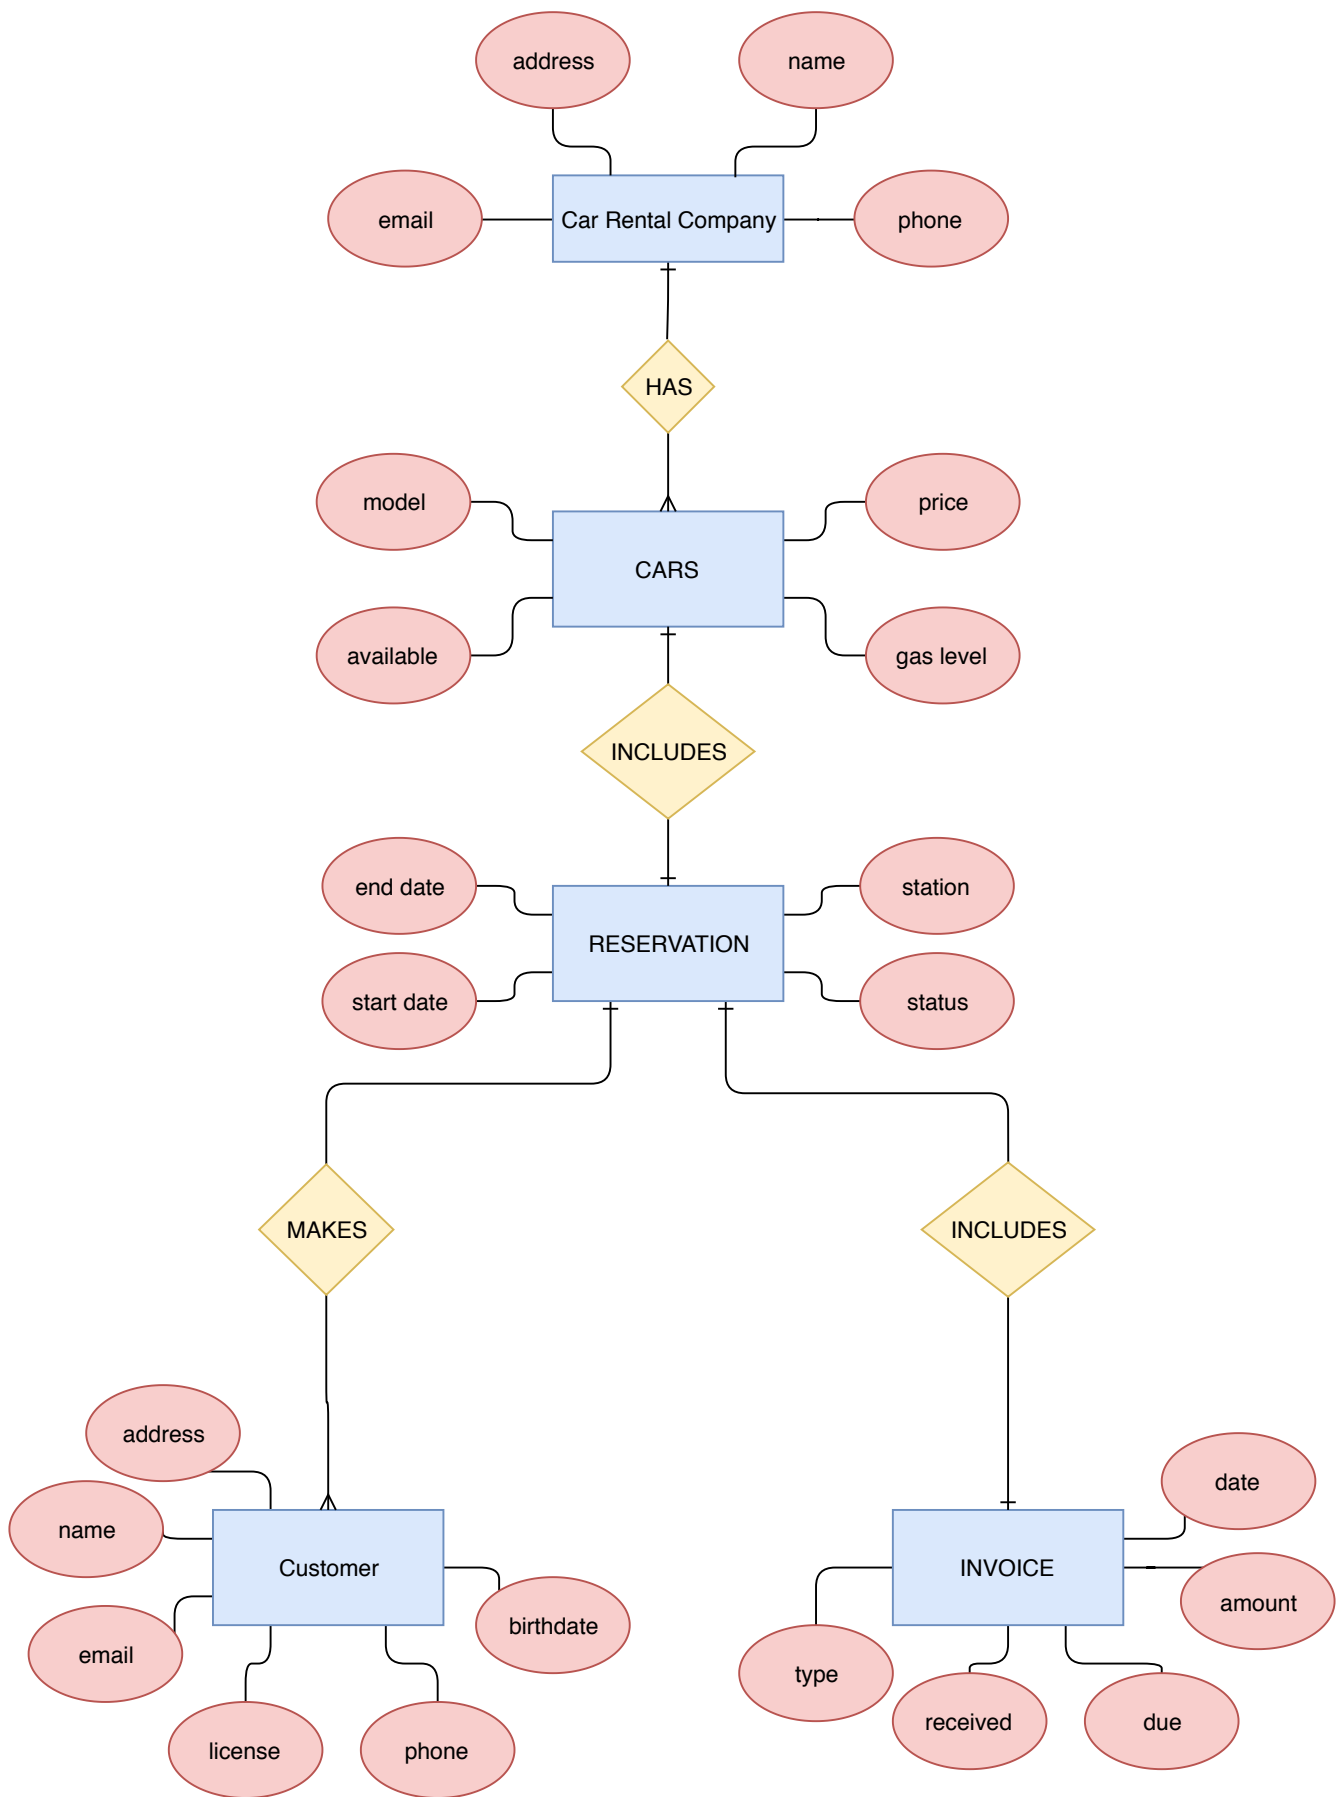 address
name
email
Car Rental Company
phone
HAS
model
price
CARS
available
gas level
INCLUDES
end date
station
RESERVATION
start date
status
MAKES
INCLUDES
address
date
name
Customer
INVOICE
amount
birthdate
email
type
received
due
license
phone